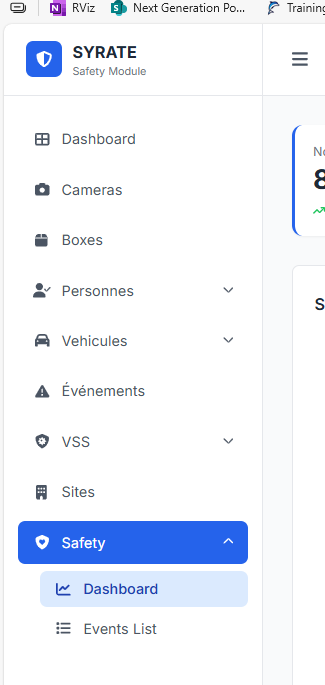 RViz Next Generation Po... Training
SYRATE
Safety Module
Dashboard
Cameras
Boxes
Personnes
Vehicules
Événements
VSS
Sites
Safety
Dashboard
Events List
No
8
S